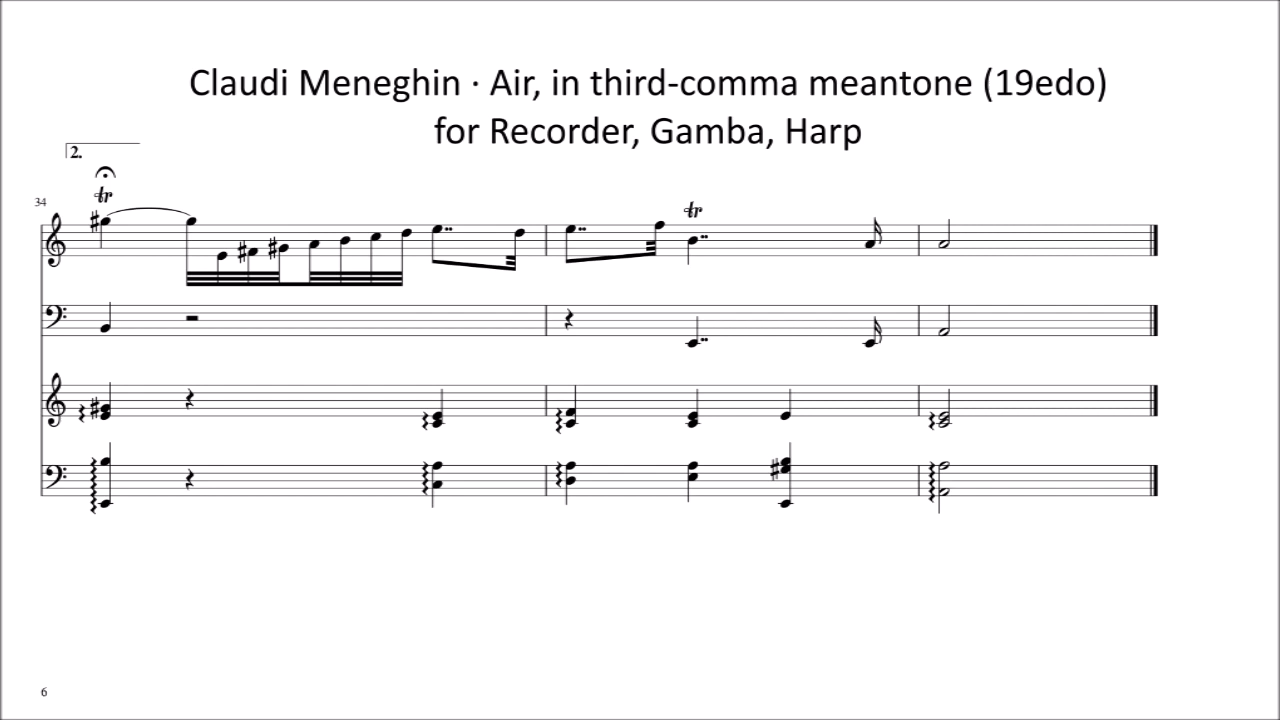 Claudi Meneghin · Air, in third-comma meantone (19edo)
for Recorder, Gamba, Harp
2.
34
tr
tr
6